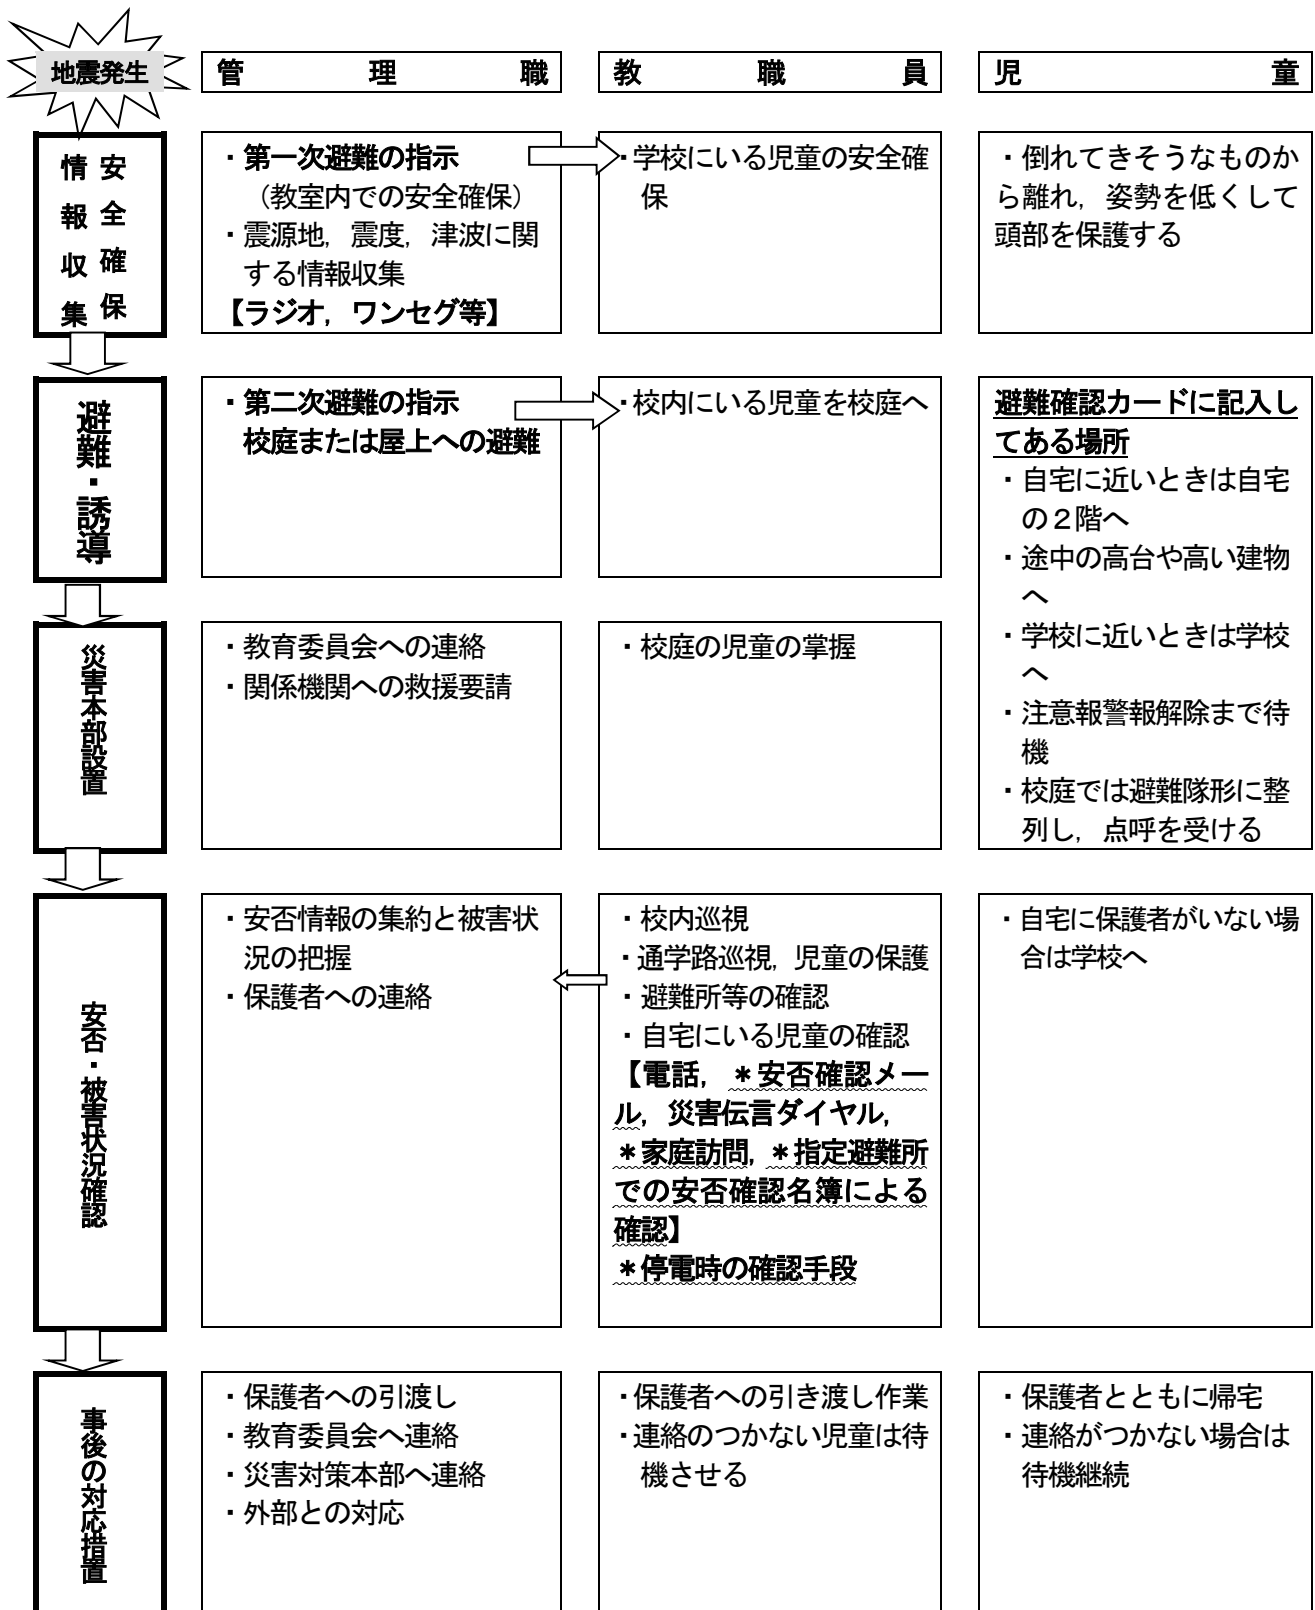 地震発生
管理職
教職員
児童
安全確保
情報収集
・第一次避難の指示
（教室内での安全確保）
・震源地，震度，津波に関
する情報収集
【ラジオ，ワンセグ等】
・学校にいる児童の安全確
保
・倒れてきそうなものか
ら離れ，姿勢を低くして
頭部を保護する
避難・誘導
・第二次避難の指示
校庭または屋上への避難
・校内にいる児童を校庭へ
避難確認カードに記入し
てある場所
・自宅に近いときは自宅
の２階へ
・途中の高台や高い建物
へ
・学校に近いときは学校
へ
・注意報警報解除まで待
機
・校庭では避難隊形に整
列し，点呼を受ける
災害本部設置
・教育委員会への連絡
・関係機関への救援要請
・校庭の児童の掌握
安否・被害状況確認
・安否情報の集約と被害状
況の把握
・保護者への連絡
・校内巡視
・通学路巡視，児童の保護
・避難所等の確認
・自宅にいる児童の確認
【電話，＊安否確認メー
ル，災害伝言ダイヤル，
＊家庭訪問，＊指定避難所
での安否確認名簿による
確認】
＊停電時の確認手段
・自宅に保護者がいない場
合は学校へ
事後の対応措置
・保護者への引渡し
・教育委員会へ連絡
・災害対策本部へ連絡
・外部との対応
・保護者への引き渡し作業
・連絡のつかない児童は待
機させる
・保護者とともに帰宅
・連絡がつかない場合は
待機継続